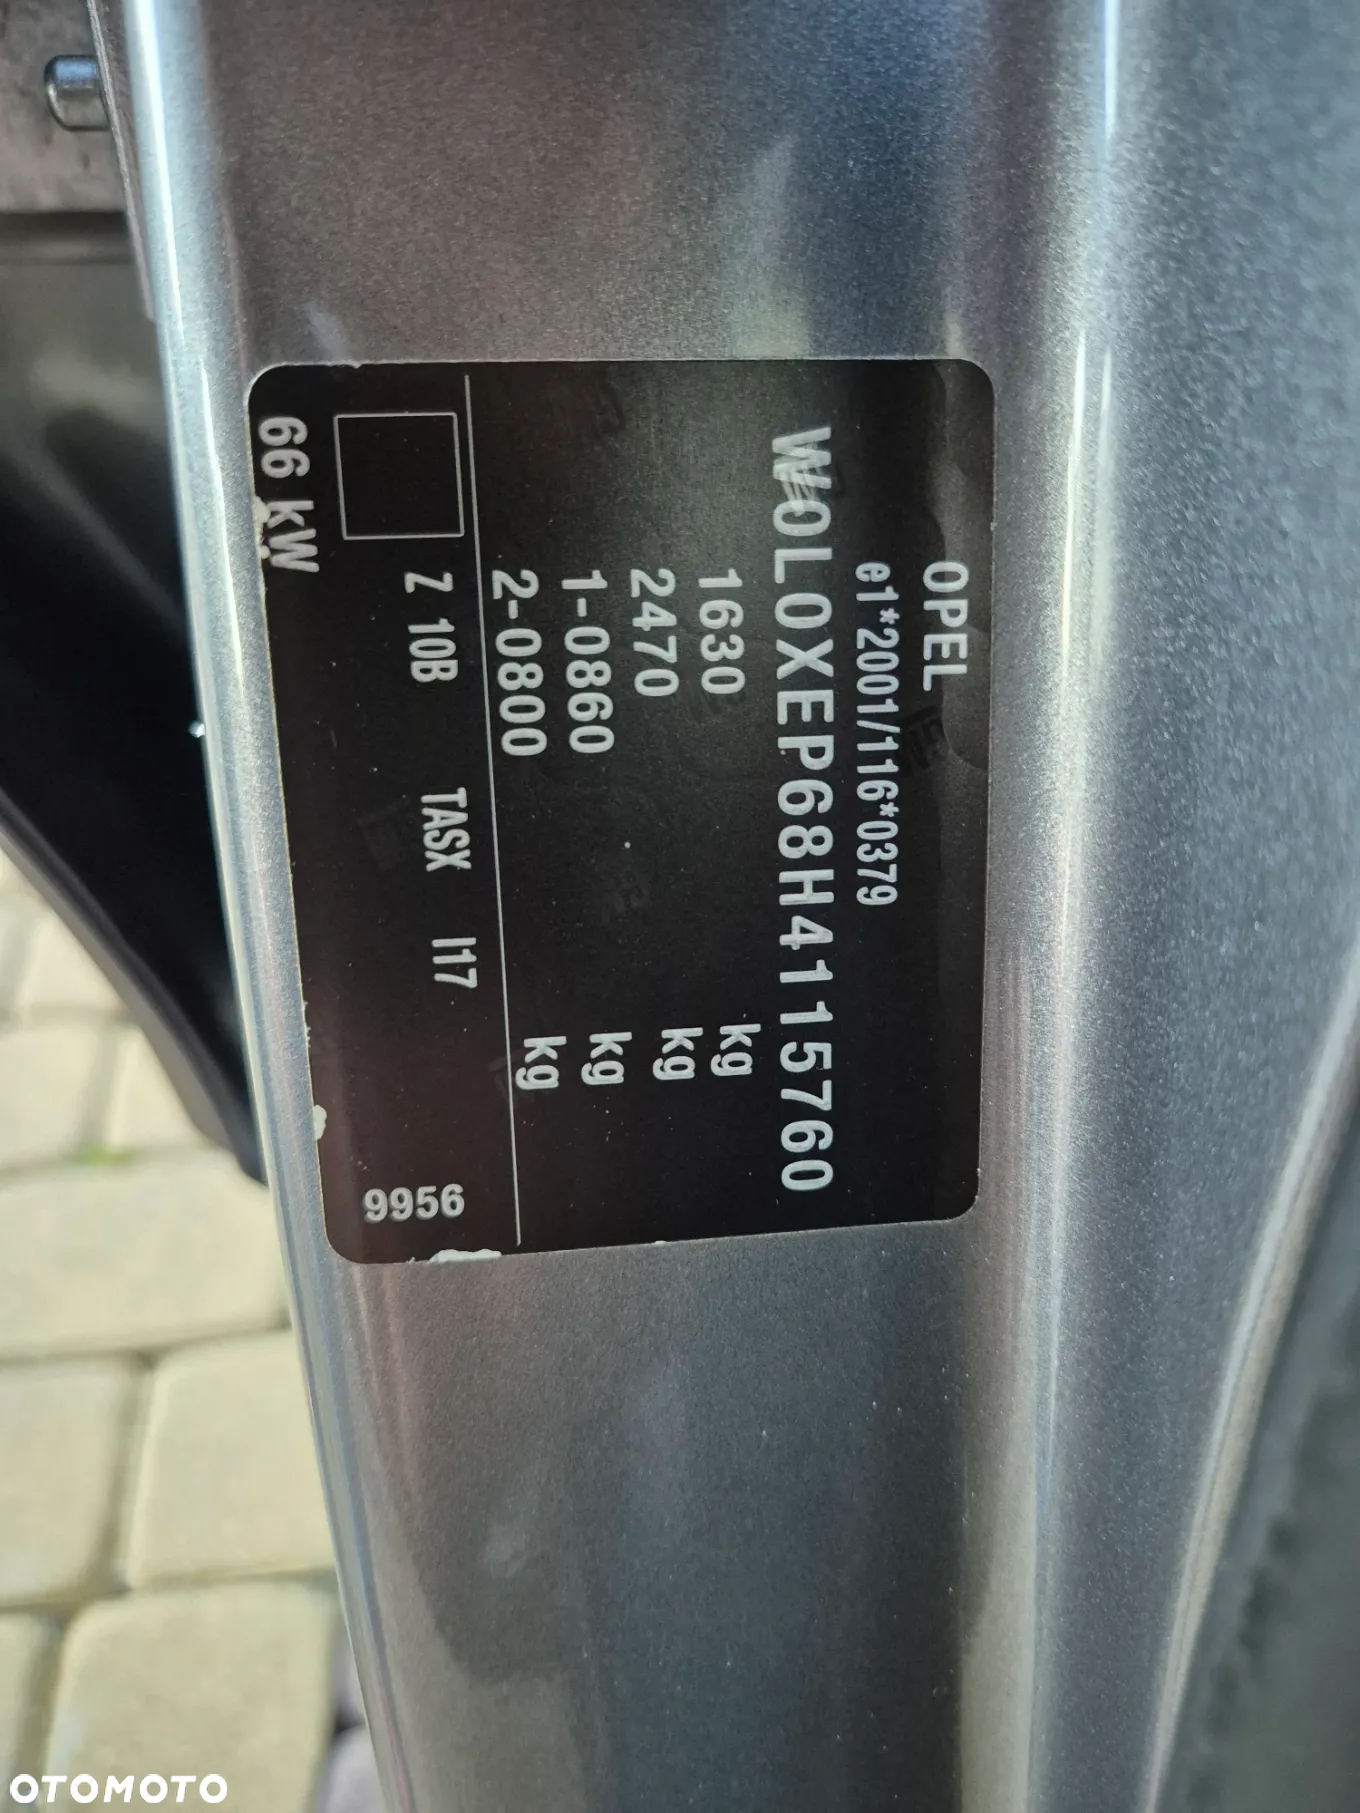 OPEL
e1*2001/116*0379
W0L0XEP68H4115760
1630 kg
2470 kg
1-0860 kg
2-0800 kg
Z 10B TASX I17
9956
66 kW
OTOMOTO